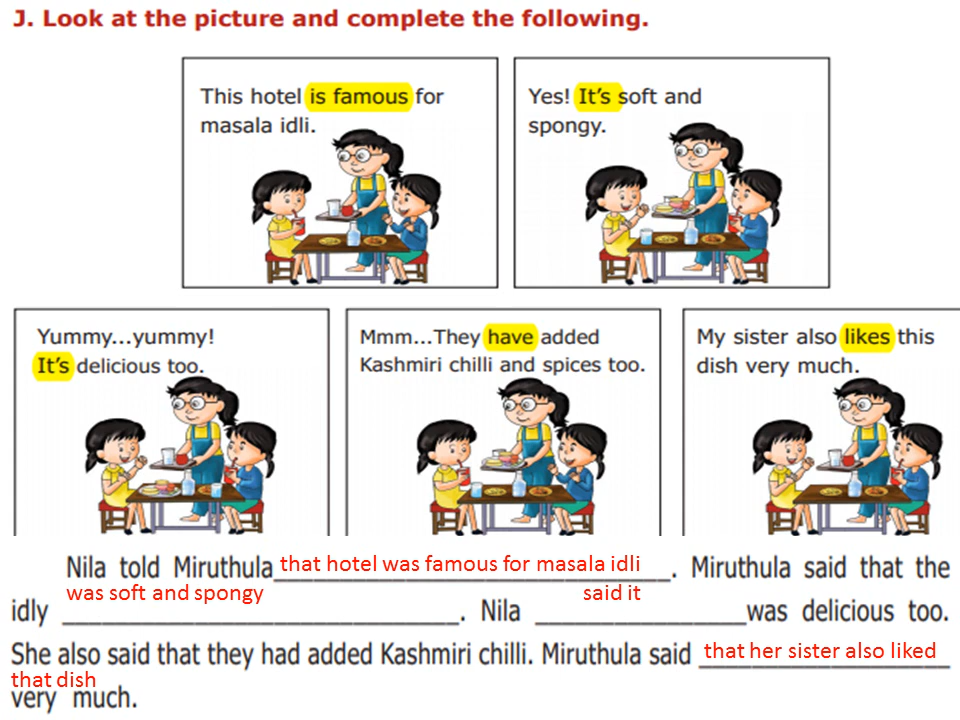 J. Look at the picture and complete the following.
This hotel is famous for
masala idli.
Yes! It's soft and
spongy.
Yummy...yummy!
It's delicious too.
Mmm...They have added
Kashmiri chilli and spices too.
My sister also likes this
dish very much.
Nila told Miruthula that hotel was famous for masala idli. Miruthula said that the
idly was soft and spongy. Nila said it was delicious too.
She also said that they had added Kashmiri chilli. Miruthula said that her sister also liked
that dish
very much.